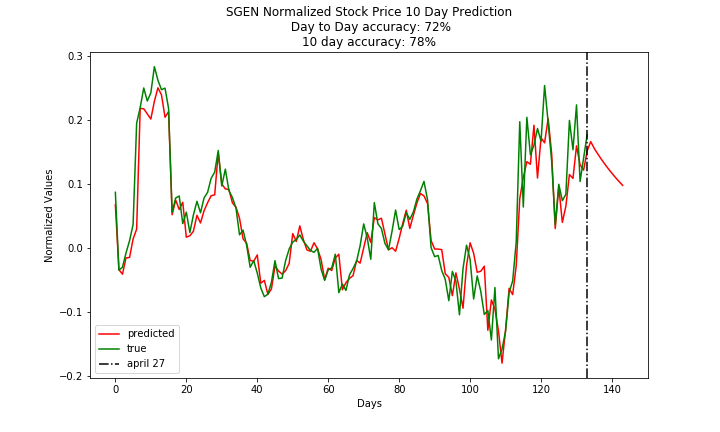 SGEN Normalized Stock Price 10 Day Prediction
Day to Day accuracy: 72%
10 day accuracy: 78%
0.3
0.2
0.1
0.0
−0.1
−0.2
Normalized Values
predicted
true
april 27
0 20 40 60 80 100 120 140
Days